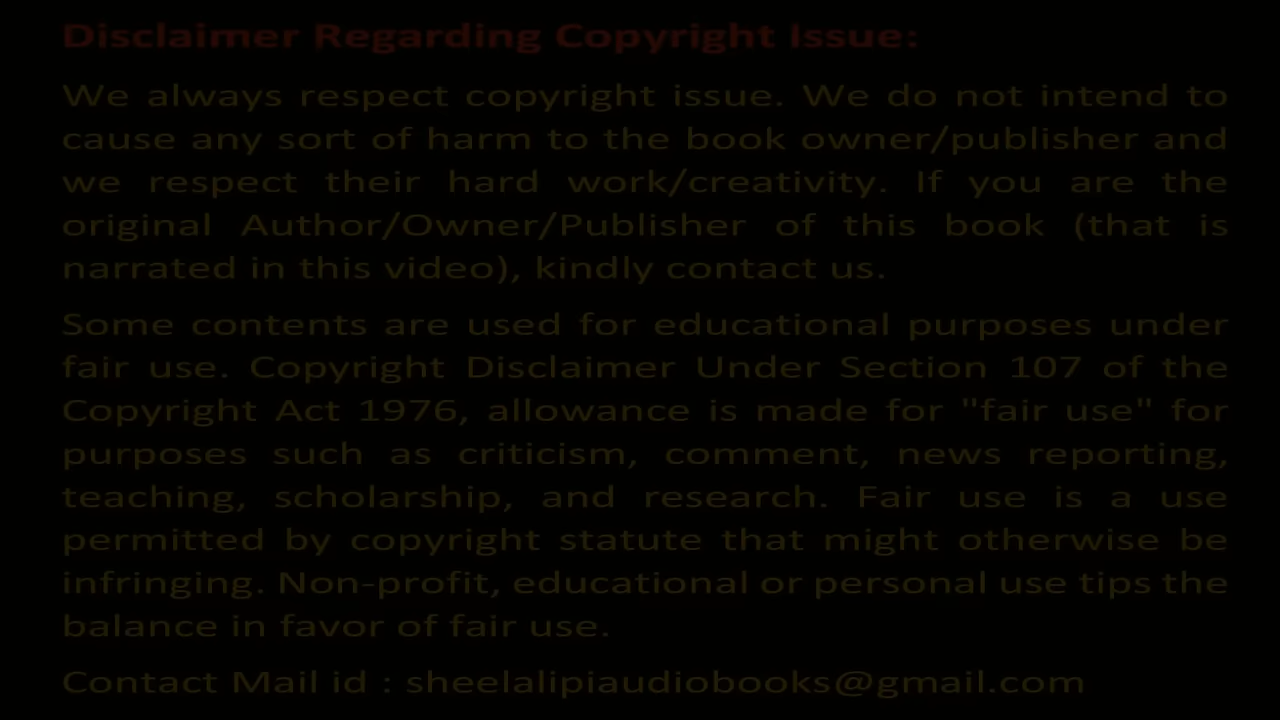 Disclaimer Regarding Copyright Issue:
We always respect copyright issue. We do not intend to
cause any sort of harm to the book owner/publisher and
we respect their hard work/creativity. If you are the
original Author/Owner/Publisher of this book (that is
narrated in this video), kindly contact us.
Some contents are used for educational purposes under
fair use. Copyright Disclaimer Under Section 107 of the
Copyright Act 1976, allowance is made for "fair use" for
purposes such as criticism, comment, news reporting,
teaching, scholarship, and research. Fair use is a use
permitted by copyright statute that might otherwise be
infringing. Non-profit, educational or personal use tips the
balance in favor of fair use.
Contact Mail id : sheelalipiaudiobooks@gmail.com